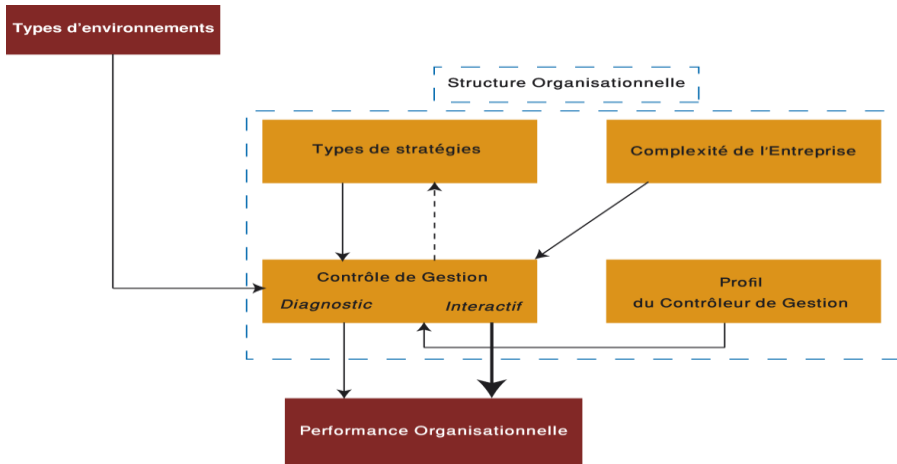 Types d'environnements
Structure Organisationnelle
Types de stratégies
Complexité de l'Entreprise
Contrôle de Gestion
Diagnostic
Interactif
Profil
du Contrôleur de Gestion
Performance Organisationnelle